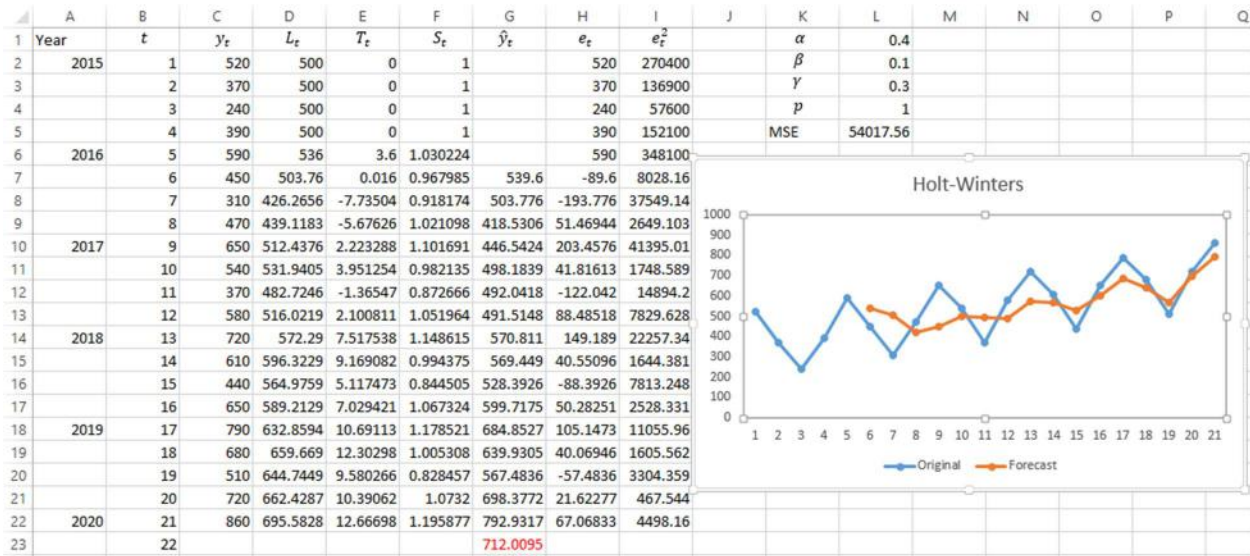 A B C D E F G H I J K L M N O P Q
1 Year t yₜ Lₜ Tₜ Sₜ ŷₜ eₜ eₜ² α 0.4
2 2015 1 520 500 0 1 520 270400 β 0.1
3 2 370 500 0 1 370 136900 γ 0.3
4 3 240 500 0 1 240 57600 p 1
5 4 390 500 0 1 390 152100 MSE 54017.56
6 2016 5 590 536 3.6 1.030224 590 348100
7 6 450 503.76 0.016 0.967985 539.6 -89.6 8028.16
8 7 310 426.2656 -7.73504 0.918174 503.776 -193.776 37549.14
9 8 470 439.1183 -5.67626 1.021098 418.5306 51.46944 2649.103
10 2017 9 650 512.4376 2.223288 1.101691 446.5424 203.4576 41395.01
11 10 540 531.9405 3.951254 0.982135 498.1839 41.81613 1748.589
12 11 370 482.7246 -1.36547 0.872666 492.0418 -122.042 14894.2
13 12 580 516.0219 2.100811 1.051964 491.5148 88.48518 7829.628
14 2018 13 720 572.29 7.517538 1.148615 570.811 149.189 22257.34
15 14 610 596.3229 9.169082 0.994375 569.449 40.55096 1644.381
16 15 440 564.9759 5.117473 0.844505 528.3926 -88.3926 7813.248
17 16 650 589.2129 7.029421 1.067324 599.7175 50.28251 2528.331
18 2019 17 790 632.8594 10.69113 1.178521 684.8527 105.1473 11055.96
19 18 680 659.669 12.30298 1.005308 639.9305 40.06946 1605.562
20 19 510 644.7449 9.580266 0.828457 567.4836 -57.4836 3304.359
21 20 720 662.4287 10.39062 1.0732 698.3772 21.62277 467.544
22 2020 21 860 695.5828 12.66698 1.195877 792.9317 67.06833 4498.16
23 22 712.0095
Holt-Winters
1000
900
800
700
600
500
400
300
200
100
0
1 2 3 4 5 6 7 8 9 10 11 12 13 14 15 16 17 18 19 20 21
Original Forecast